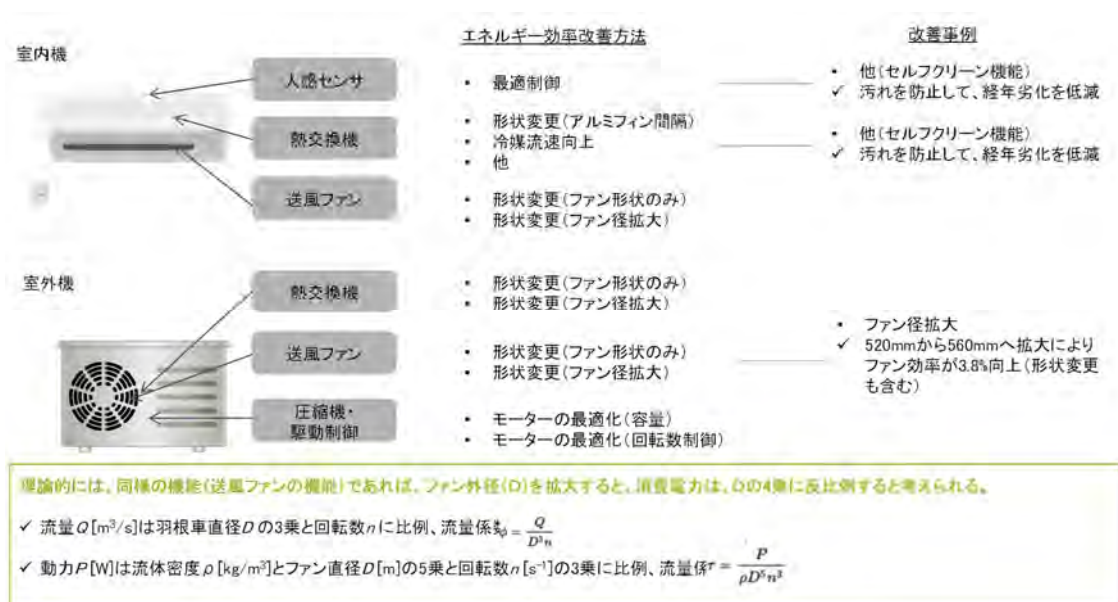 エネルギー効率改善方法
改善事例
室内機
人感センサ
• 最適制御
• 他(セルフクリーン機能)
✓ 汚れを防止して、経年劣化を低減
熱交換機
• 形状変更(アルミフィン間隔)
• 冷媒流速向上
• 他
• 他(セルフクリーン機能)
✓ 汚れを防止して、経年劣化を低減
送風ファン
• 形状変更(ファン形状のみ)
• 形状変更(ファン径拡大)
室外機
熱交換機
• 形状変更(ファン形状のみ)
• 形状変更(ファン径拡大)
送風ファン
• 形状変更(ファン形状のみ)
• 形状変更(ファン径拡大)
• ファン径拡大
✓ 520mmから560mmへ拡大により
ファン効率が3.8%向上(形状変更
も含む)
圧縮機・
駆動制御
• モーターの最適化(容量)
• モーターの最適化(回転数制御)
理論的には、同様の機能(送風ファンの機能)であれば、ファン外径(D)を拡大すると、消費電力は、Dの4乗に反比例すると考えられる。
✓ 流量Q[m³/s]は羽根車直径Dの3乗と回転数nに比例、流量係数φ = Q / D³n
✓ 動力P[W]は流体密度ρ[kg/m³]とファン直径D[m]の5乗と回転数n[s⁻¹]の3乗に比例、流量係τ = P / ρD⁵n³